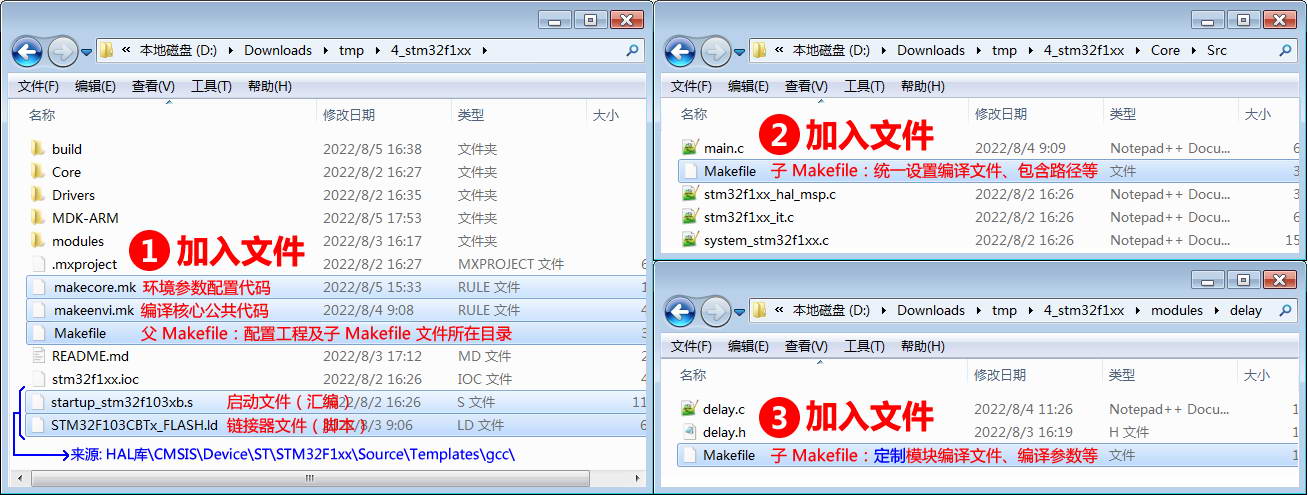 « 本地磁盘 (D:) ▸ Downloads ▸ tmp ▸ 4_stm32f1xx ▸
文件(F) 编辑(E) 查看(V) 工具(T) 帮助(H)
名称 修改日期 类型 大小
build 2022/8/5 16:38 文件夹
Core 2022/8/2 16:27 文件夹
Drivers 2022/8/2 16:35 文件夹
MDK-ARM 2022/8/5 17:53 文件夹
modules 2022/8/3 16:17 文件夹
1 加入文件
.mxproject 2022/8/2 16:27 MXPROJECT 文件 6
makecore.mk 环境参数配置代码 2022/8/5 15:33 RULE 文件 1
makeenvi.mk 编译核心公共代码 2022/8/4 9:08 RULE 文件 4
Makefile 父 Makefile：配置工程及子 Makefile 文件所在目录 3
README.md 2022/8/3 17:12 MD 文件 2
stm32f1xx.ioc 2022/8/2 16:26 IOC 文件 4
startup_stm32f103xb.s 启动文件（汇编） 2022/8/2 16:26 S 文件 11
STM32F103CBTx_FLASH.ld 链接器文件（脚本） 2022/8/3 9:06 LD 文件 6
来源: HAL库\CMSIS\Device\ST\STM32F1xx\Source\Templates\gcc\
« 本地磁盘 (D:) ▸ Downloads ▸ tmp ▸ 4_stm32f1xx ▸ Core ▸ Src
文件(F) 编辑(E) 查看(V) 工具(T) 帮助(H)
名称 修改日期 类型 大小
2 加入文件
main.c 2022/8/4 9:09 Notepad++ Docu... 6
Makefile 子 Makefile：统一设置编译文件、包含路径等 文件 3
stm32f1xx_hal_msp.c 2022/8/2 16:26 Notepad++ Docu... 3
stm32f1xx_it.c 2022/8/2 16:26 Notepad++ Docu... 6
system_stm32f1xx.c 2022/8/2 16:26 Notepad++ Docu... 15
« 本地磁盘 (D:) ▸ Downloads ▸ tmp ▸ 4_stm32f1xx ▸ modules ▸ delay
文件(F) 编辑(E) 查看(V) 工具(T) 帮助(H)
名称 修改日期 类型 大小
3 加入文件
delay.c 2022/8/4 11:26 Notepad++ Docu... 1
delay.h 2022/8/3 16:19 H 文件 1
Makefile 子 Makefile：定制模块编译文件、编译参数等 文件 1